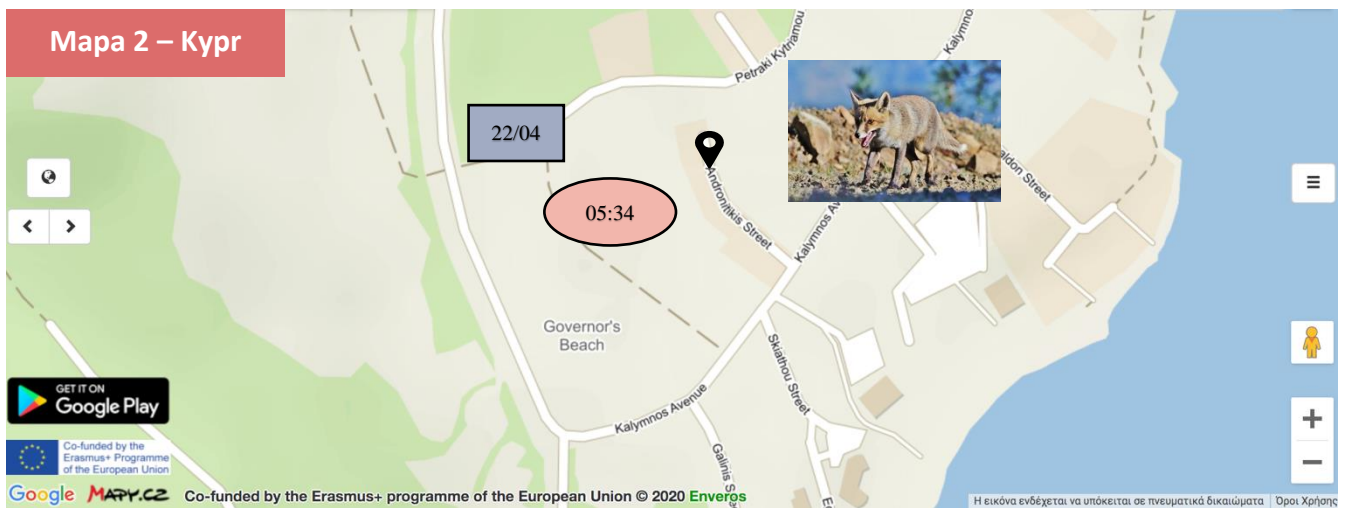 Mapa 2 – Kypr
Petraki Kytrianou
Kalymnos
22/04
05:34
Andronitikis Street
Kalymnos Av
aldon Street
Governor's
Beach
Skiathou Street
Kalymnos Avenue
Galinis S
GET IT ON
Google Play
Co-funded by the
Erasmus+ Programme
of the European Union
Google MAPY.CZ Co-funded by the Erasmus+ programme of the European Union © 2020 Enveros
Η εικόνα ενδέχεται να υπόκειται σε πνευματικά δικαιώματα Όροι Χρήσης